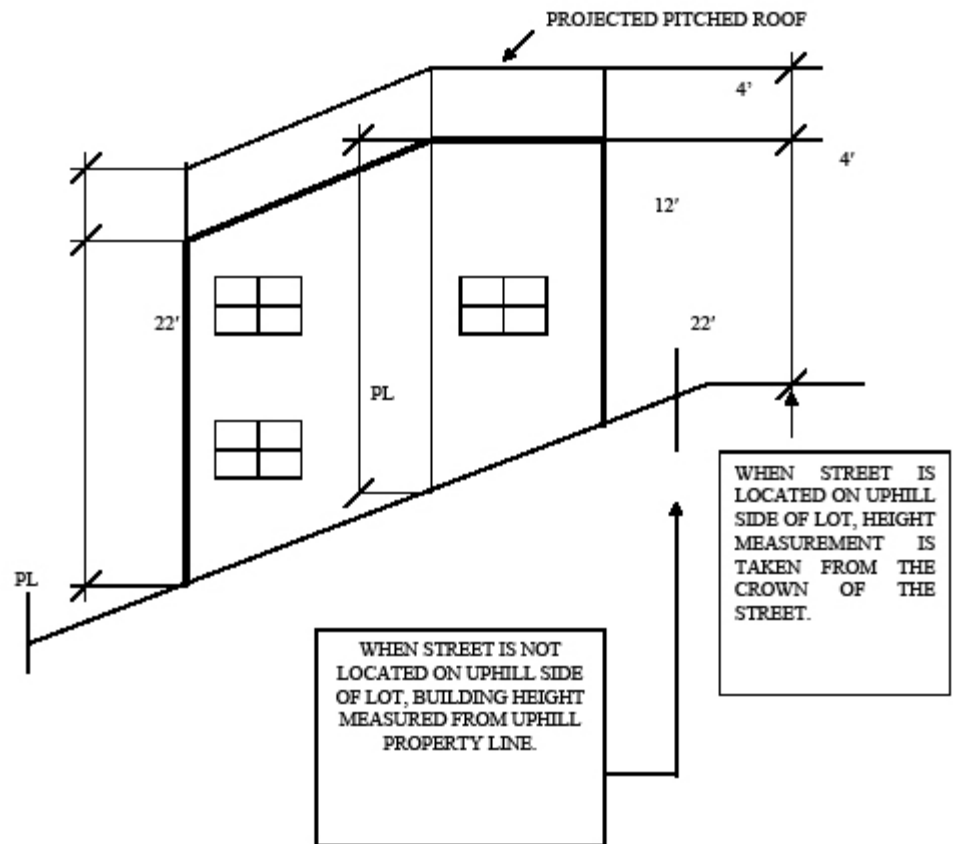 PROJECTED PITCHED ROOF
4'
4'
12'
22'
22'
PL
PL
WHEN STREET IS
LOCATED ON UPHILL
SIDE OF LOT, HEIGHT
MEASUREMENT IS
TAKEN FROM THE
CROWN OF THE
STREET.
WHEN STREET IS NOT
LOCATED ON UPHILL SIDE
OF LOT, BUILDING HEIGHT
MEASURED FROM UPHILL
PROPERTY LINE.